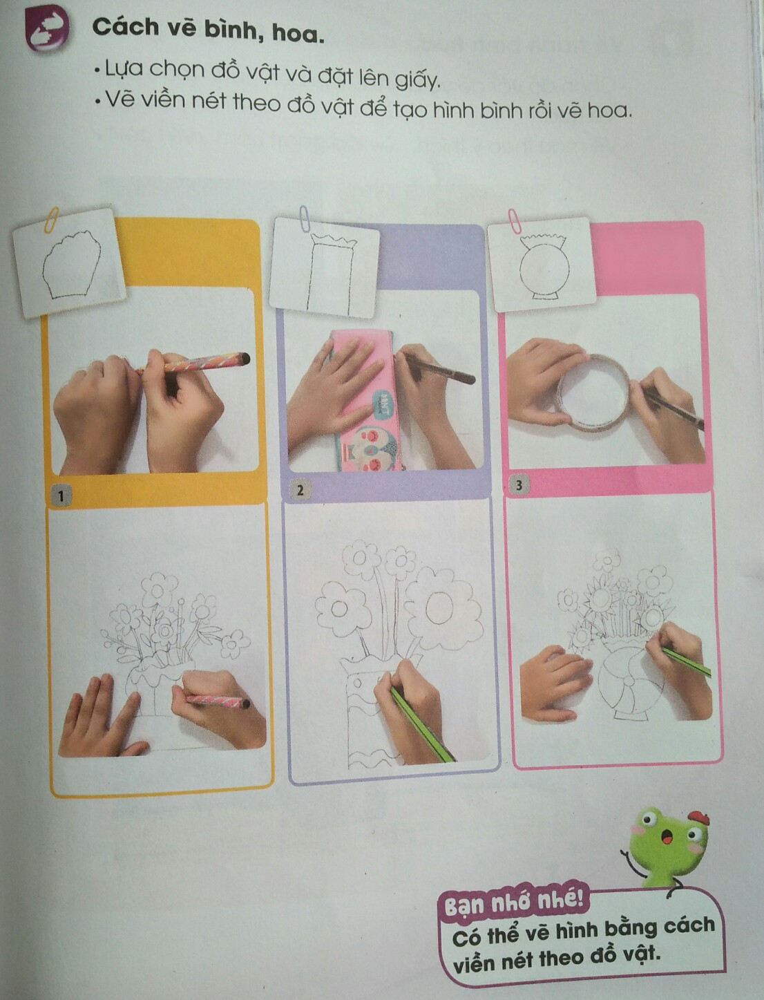 Cách vẽ bình, hoa.
• Lựa chọn đồ vật và đặt lên giấy.
• Vẽ viền nét theo đồ vật để tạo hình bình rồi vẽ hoa.
1
2
3
Bạn nhớ nhé!
Có thể vẽ hình bằng cách
viền nét theo đồ vật.